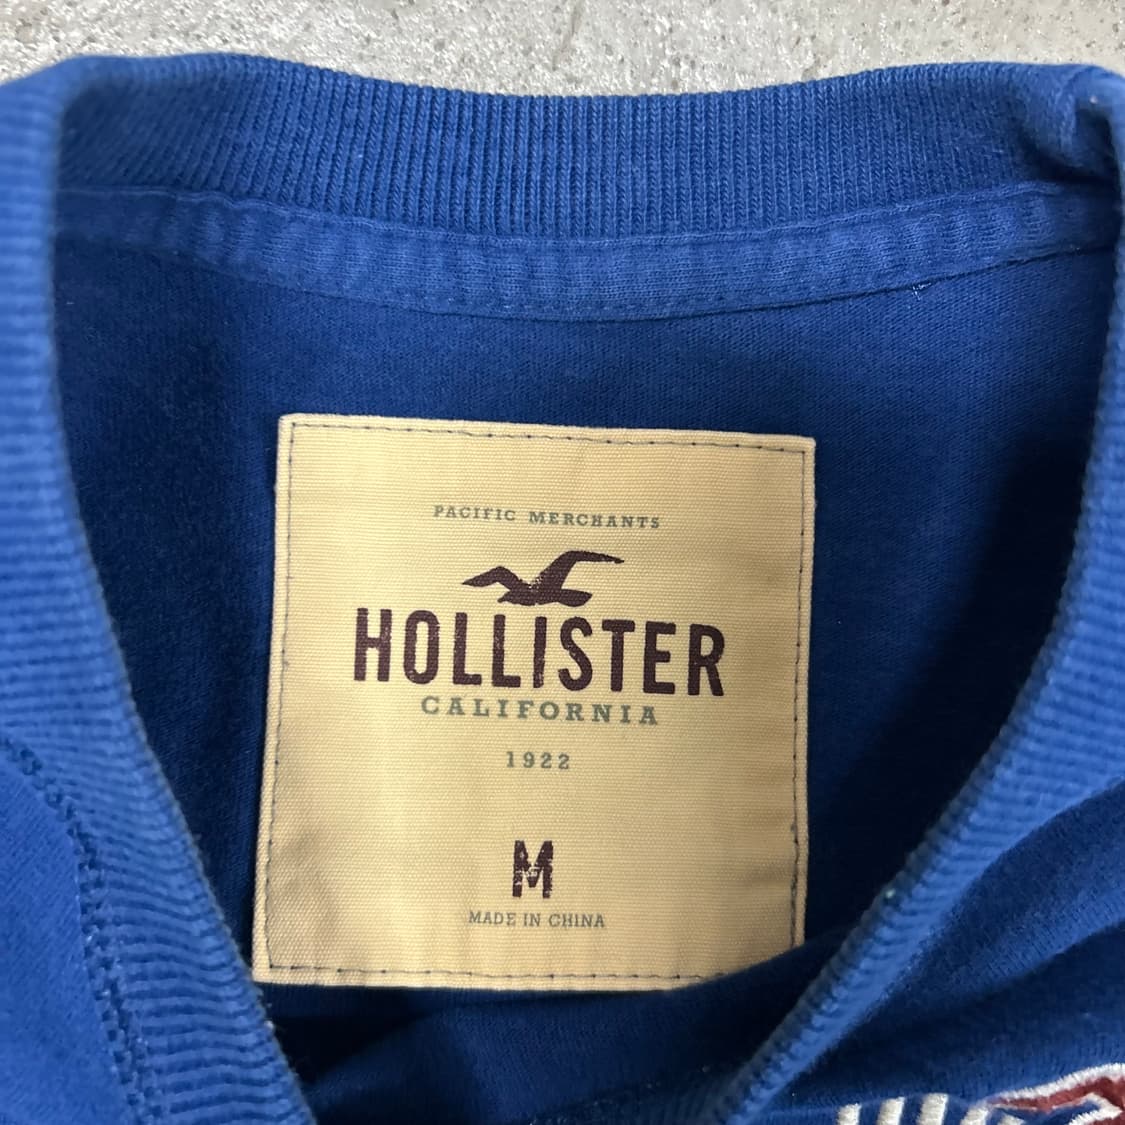 PACIFIC MERCHANTS
HOLLISTER
CALIFORNIA
1922
M
MADE IN CHINA